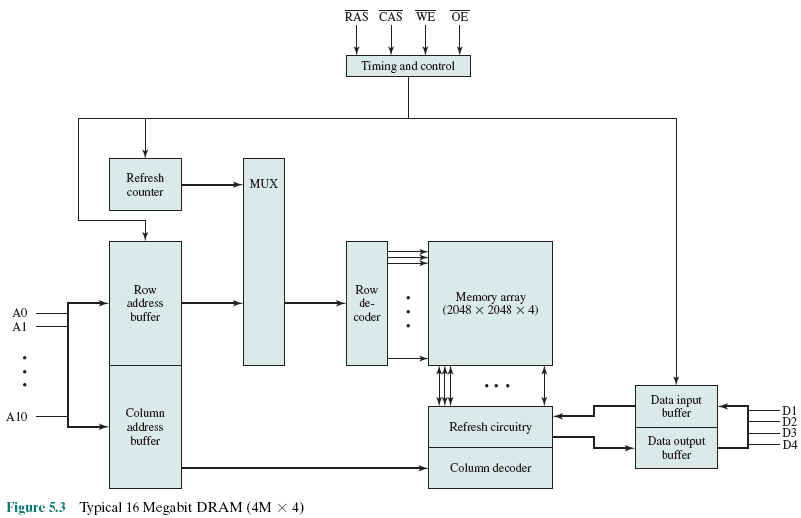 RAS CAS WE OE
Timing and control
Refresh
counter
MUX
Row
address
buffer
Row
de-
coder
Memory array
(2048 × 2048 × 4)
A0
A1
A10
Column
address
buffer
Refresh circuitry
Column decoder
Data input
buffer
Data output
buffer
D1
D2
D3
D4
Figure 5.3 Typical 16 Megabit DRAM (4M × 4)